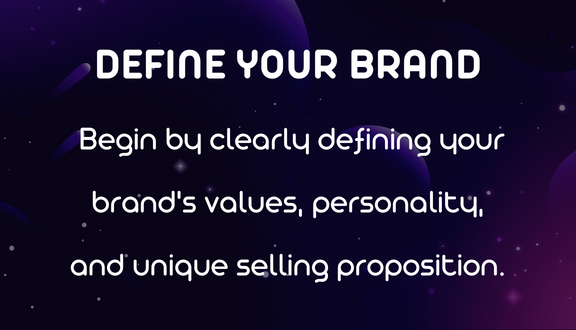 DEFINE YOUR BRAND
Begin by clearly defining your
brand's values, personality,
and unique selling proposition.